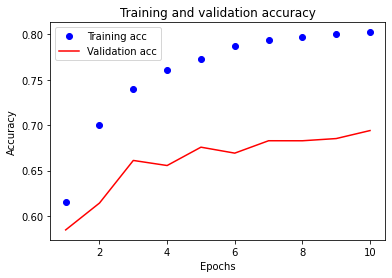 Training and validation accuracy
Training acc
Validation acc
Accuracy
0.80
0.75
0.70
0.65
0.60
2 4 6 8 10
Epochs